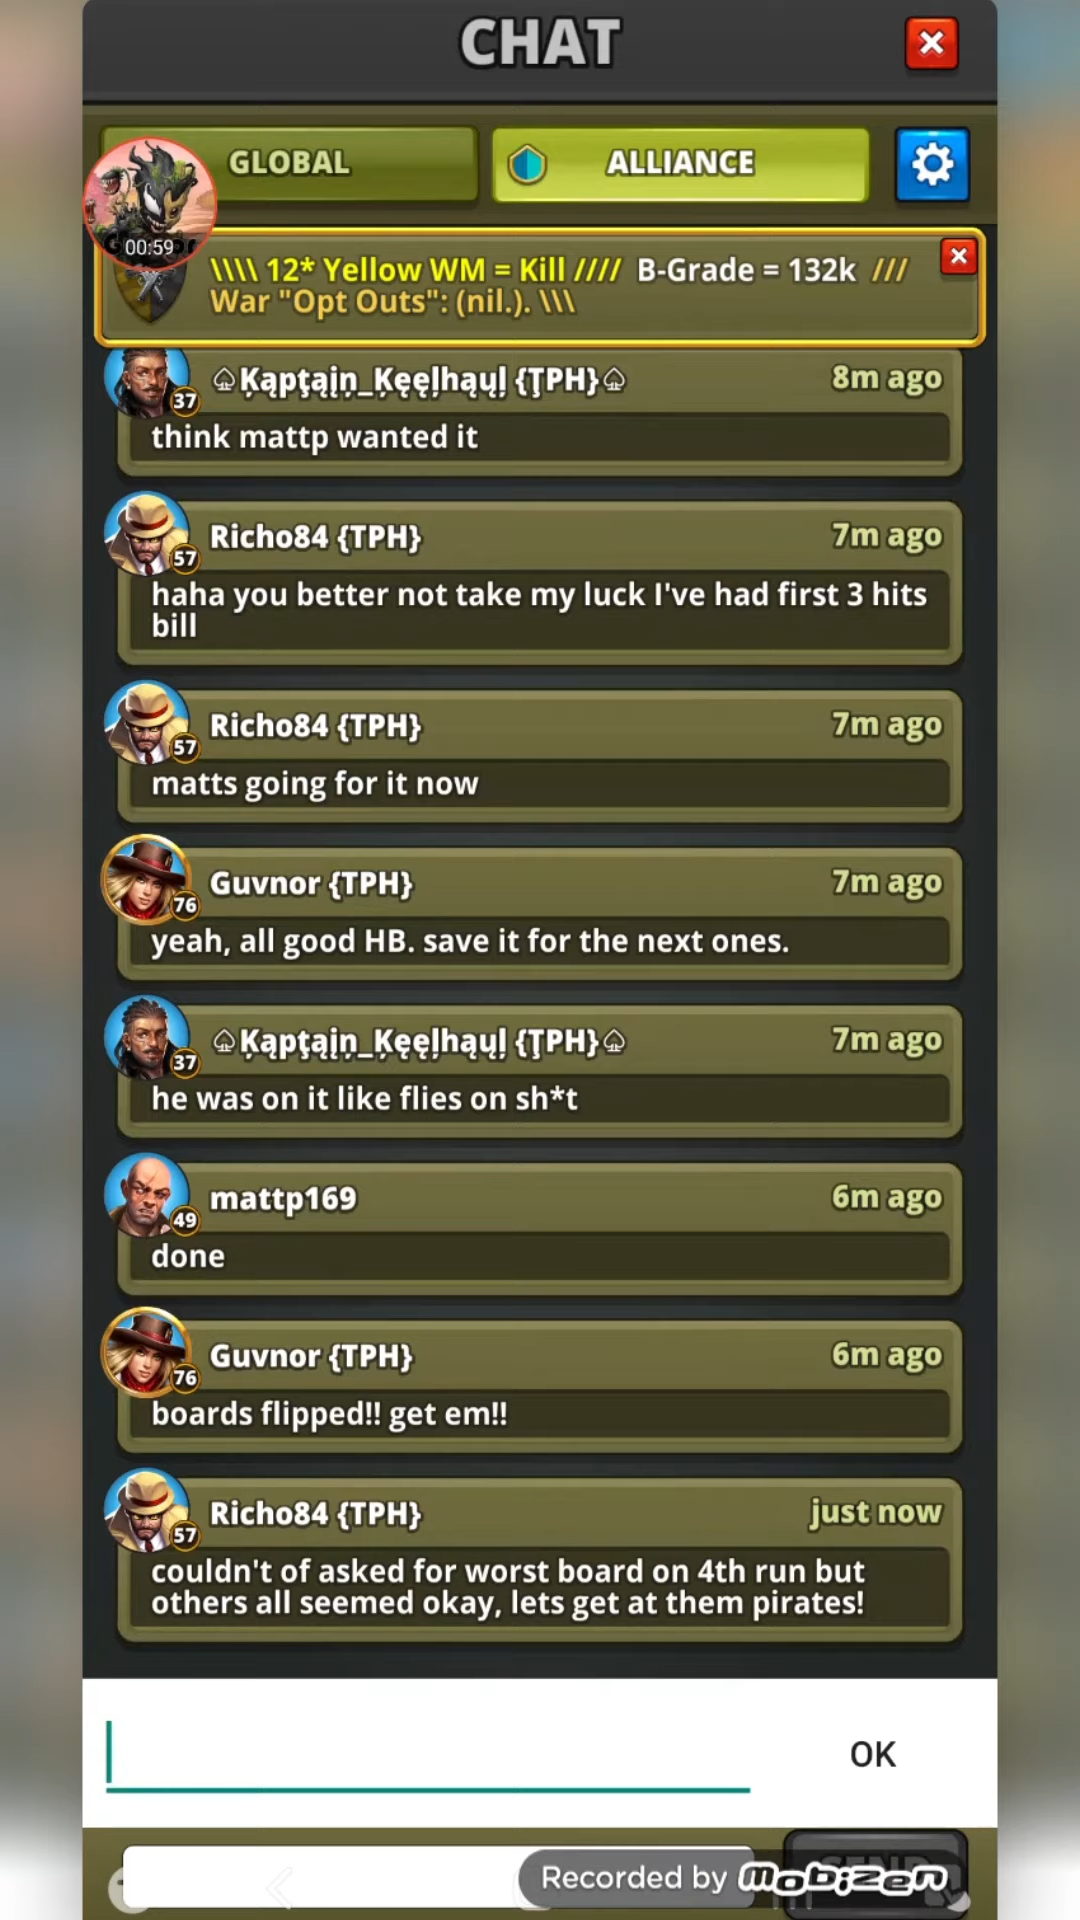 CHAT
GLOBAL
ALLIANCE
00:59
\\\\ 12* Yellow WM = Kill //// B-Grade = 132k ///
War "Opt Outs": (nil.). \\\
♤Ķąpţąįņ_Ķęęļhąųļ {ŢPH}♤
8m ago
37
think mattp wanted it
Richo84 {TPH}
7m ago
57
haha you better not take my luck I've had first 3 hits
bill
Richo84 {TPH}
7m ago
57
matts going for it now
Guvnor {TPH}
7m ago
76
yeah, all good HB. save it for the next ones.
♤Ķąpţąįņ_Ķęęļhąųļ {ŢPH}♤
7m ago
37
he was on it like flies on sh*t
mattp169
6m ago
49
done
Guvnor {TPH}
6m ago
76
boards flipped!! get em!!
Richo84 {TPH}
just now
57
couldn't of asked for worst board on 4th run but
others all seemed okay, lets get at them pirates!
OK
SEND
Recorded by mobizen